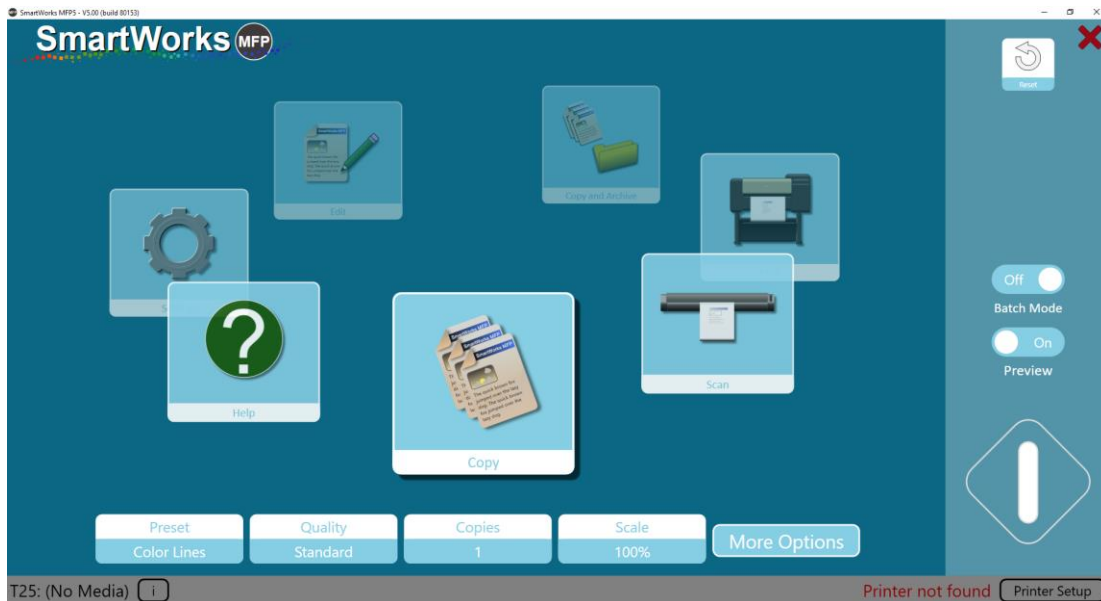 SmartWorks MFP5 - V5.00 (build 80153)
SmartWorks MFP
Reset
Edit
Copy and Archive
Help
Scan
Copy
Off
Batch Mode
On
Preview
Preset
Color Lines
Quality
Standard
Copies
1
Scale
100%
More Options
T25: (No Media) i
Printer not found
Printer Setup